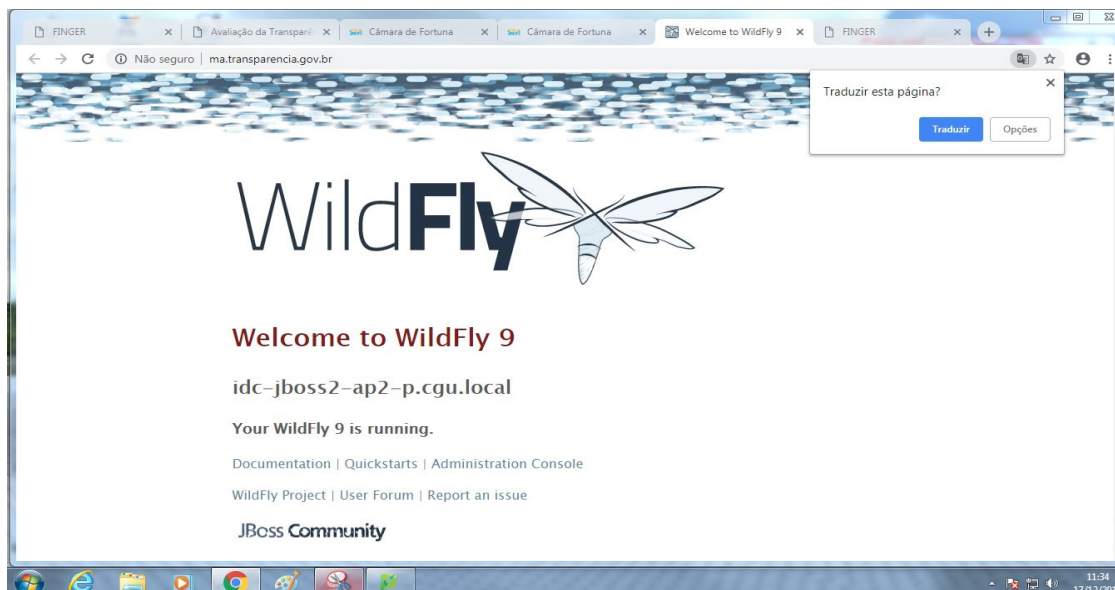 FINGER
Avaliação da Transparên
Câmara de Fortuna
Câmara de Fortuna
Welcome to WildFly 9
FINGER
Não seguro | ma.transparencia.gov.br
Traduzir esta página?
Traduzir
Opções
WildFly
Welcome to WildFly 9
idc-jboss2-ap2-p.cgu.local
Your WildFly 9 is running.
Documentation | Quickstarts | Administration Console
WildFly Project | User Forum | Report an issue
JBoss Community
11:34